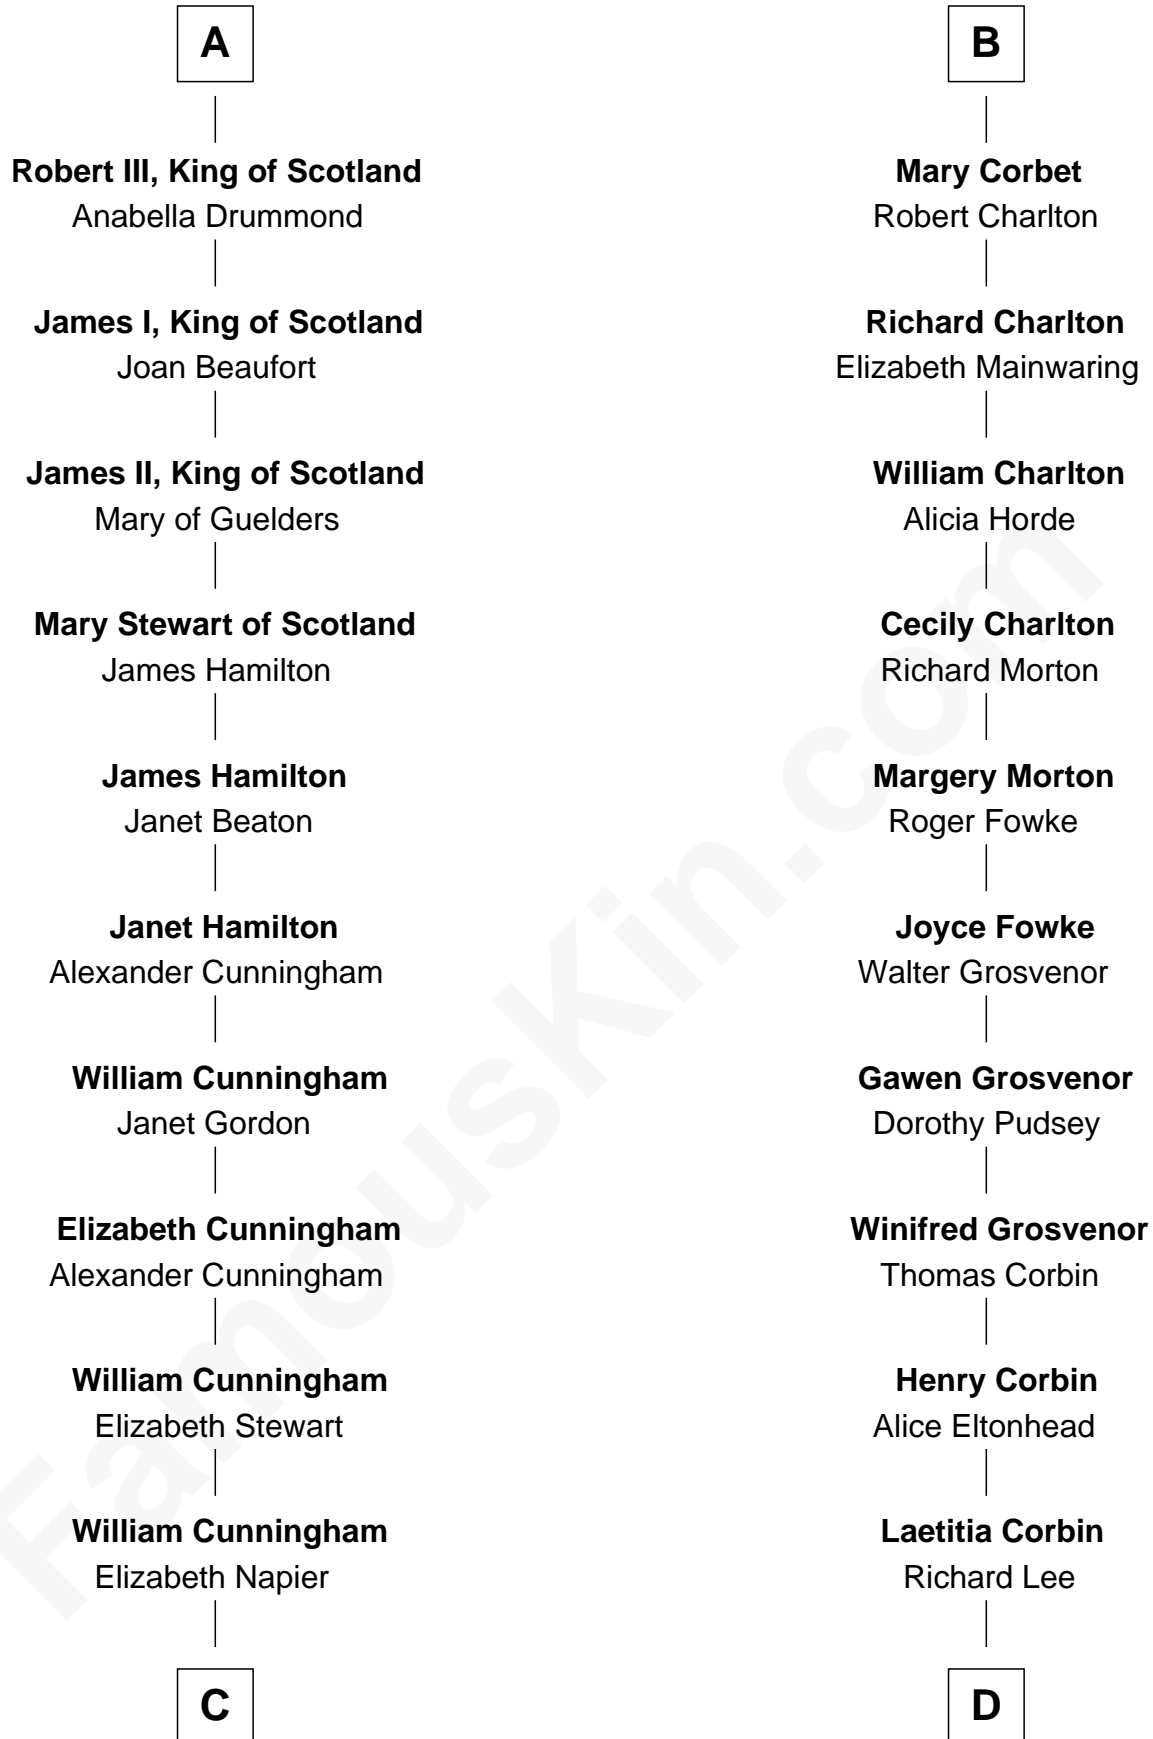 A
Robert III, King of Scotland
Anabella Drummond
James I, King of Scotland
Joan Beaufort
James II, King of Scotland
Mary of Guelders
Mary Stewart of Scotland
James Hamilton
James Hamilton
Janet Beaton
Janet Hamilton
Alexander Cunningham
William Cunningham
Janet Gordon
Elizabeth Cunningham
Alexander Cunningham
William Cunningham
Elizabeth Stewart
William Cunningham
Elizabeth Napier
C
B
Mary Corbet
Robert Charlton
Richard Charlton
Elizabeth Mainwaring
William Charlton
Alicia Horde
Cecily Charlton
Richard Morton
Margery Morton
Roger Fowke
Joyce Fowke
Walter Grosvenor
Gawen Grosvenor
Dorothy Pudsey
Winifred Grosvenor
Thomas Corbin
Henry Corbin
Alice Eltonhead
Laetitia Corbin
Richard Lee
D
FamousKin.com